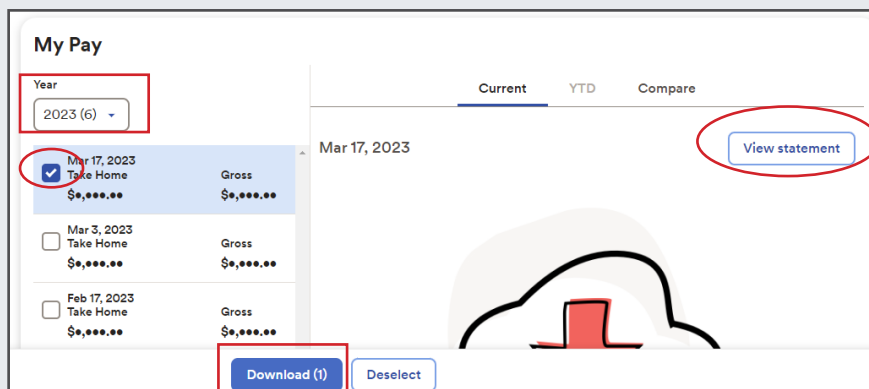 My Pay
Year
2023 (6)
Current YTD Compare
Mar 17, 2023
View statement
Mar 17, 2023
Take Home Gross
$•,•••.•• $•,•••.••
Mar 3, 2023
Take Home Gross
$•,•••.•• $•,•••.••
Feb 17, 2023
Take Home Gross
$•,•••.•• $•,•••.••
Download (1) Deselect